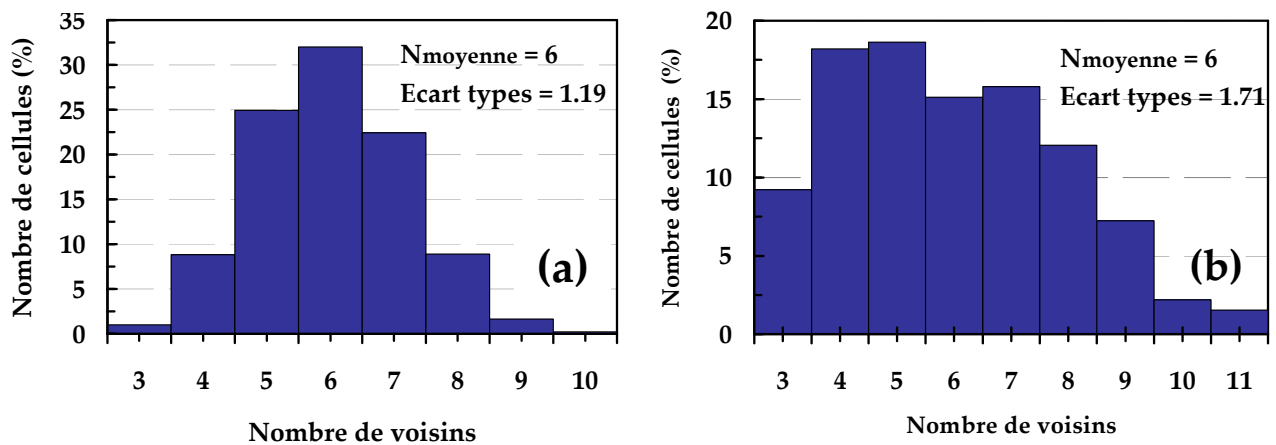 Nombre de cellules (%)
35
30
25
20
15
10
5
0
Nmoyenne = 6
Ecart types = 1.19
(a)
3 4 5 6 7 8 9 10
Nombre de voisins
Nombre de cellules (%)
20
15
10
5
0
Nmoyenne = 6
Ecart types = 1.71
(b)
3 4 5 6 7 8 9 10 11
Nombre de voisins